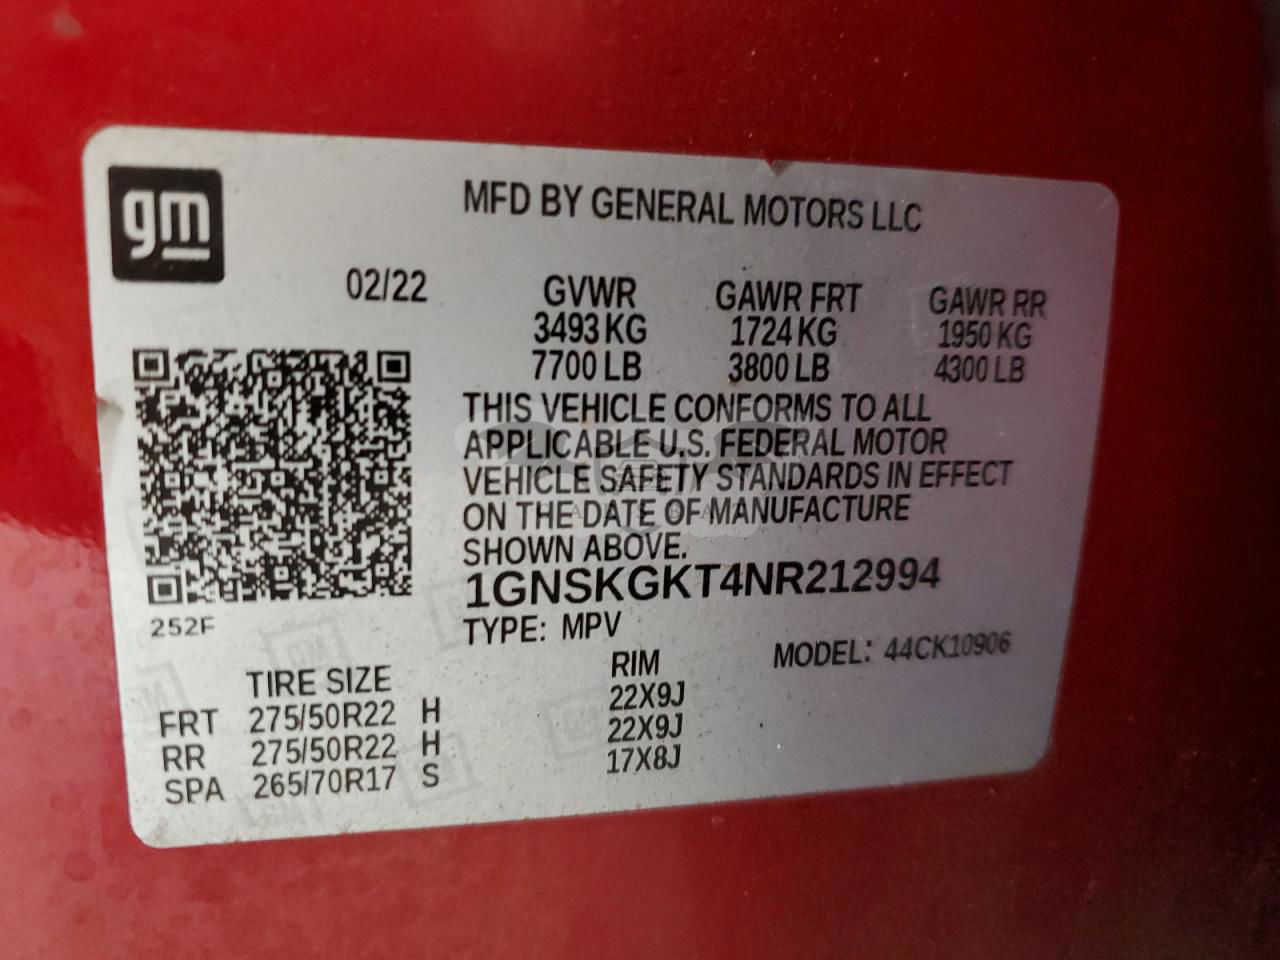 gm
MFD BY GENERAL MOTORS LLC
02/22 GVWR GAWR FRT GAWR RR
3493 KG 1724 KG 1950 KG
7700 LB 3800 LB 4300 LB
THIS VEHICLE CONFORMS TO ALL
APPLICABLE U.S. FEDERAL MOTOR
VEHICLE SAFETY STANDARDS IN EFFECT
ON THE DATE OF MANUFACTURE
SHOWN ABOVE.
1GNSKGKT4NR212994
252F
TYPE: MPV MODEL: 44CK10906
TIRE SIZE RIM
FRT 275/50R22 H 22X9J
RR 275/50R22 H 22X9J
SPA 265/70R17 S 17X8J